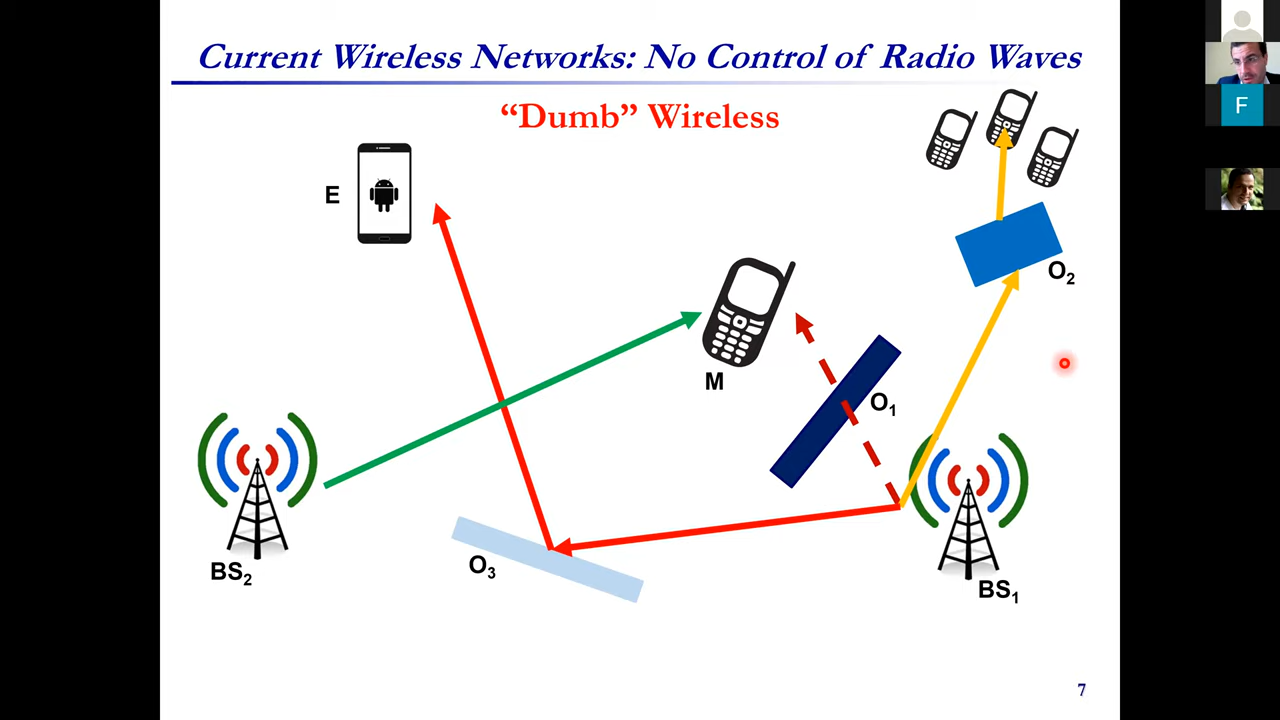 Current Wireless Networks: No Control of Radio Waves
“Dumb” Wireless
E
F
O₂
M
O₁
O₃
BS₂
BS₁
7